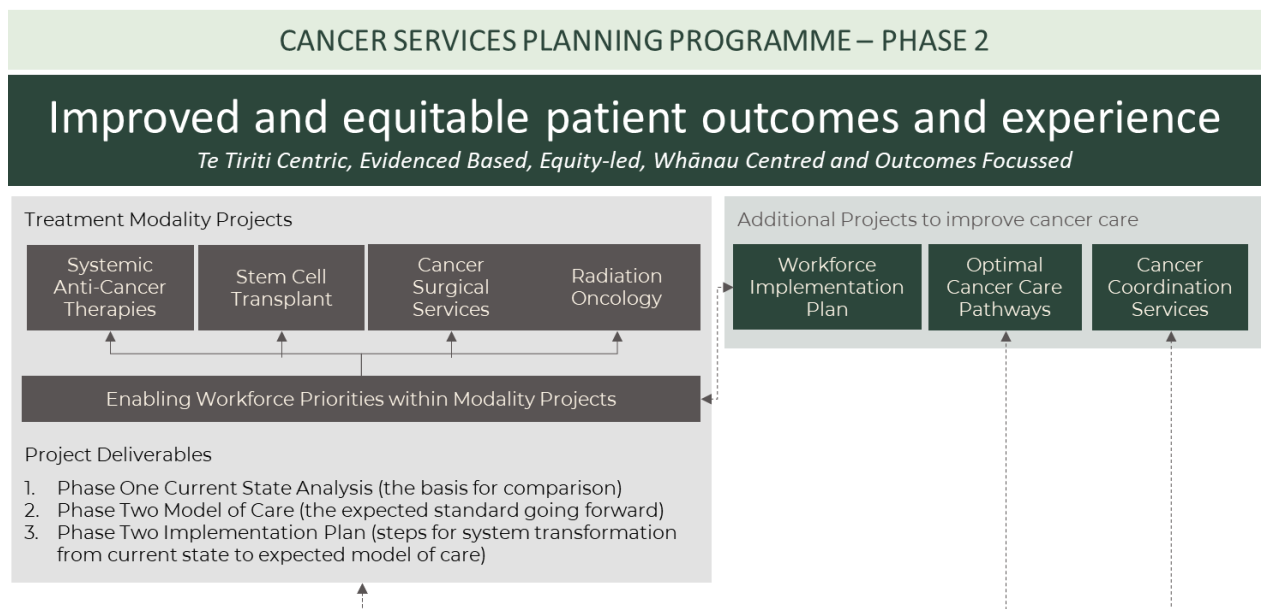 CANCER SERVICES PLANNING PROGRAMME – PHASE 2
Improved and equitable patient outcomes and experience
Te Tiriti Centric, Evidenced Based, Equity-led, Whānau Centred and Outcomes Focussed
Treatment Modality Projects
Systemic
Anti-Cancer
Therapies
Stem Cell
Transplant
Cancer
Surgical
Services
Radiation
Oncology
Enabling Workforce Priorities within Modality Projects
Project Deliverables
1. Phase One Current State Analysis (the basis for comparison)
2. Phase Two Model of Care (the expected standard going forward)
3. Phase Two Implementation Plan (steps for system transformation
from current state to expected model of care)
Additional Projects to improve cancer care
Workforce
Implementation
Plan
Optimal
Cancer Care
Pathways
Cancer
Coordination
Services